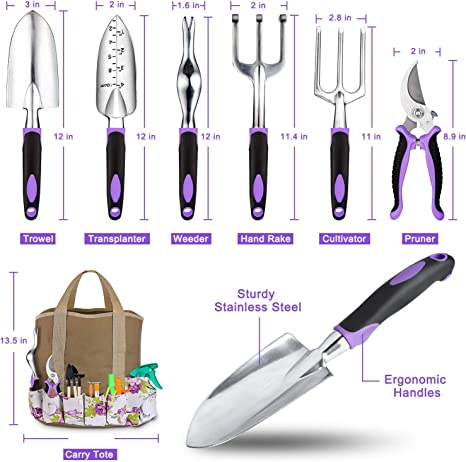 3 in
2 in
1.6 in
2 in
2.8 in
2 in
12 in
12 in
12 in
11.4 in
11 in
8.9 in
Trowel
Transplanter
Weeder
Hand Rake
Cultivator
Pruner
13.5 in
Sturdy
Stainless Steel
Ergonomic
Handles
12 in
Carry Tote